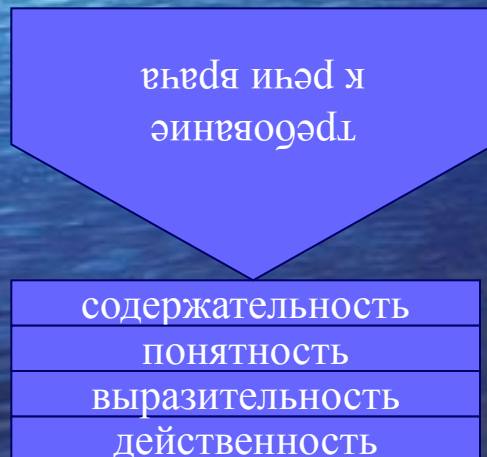 требование
к речи врача
содержательность
понятность
выразительность
действенность